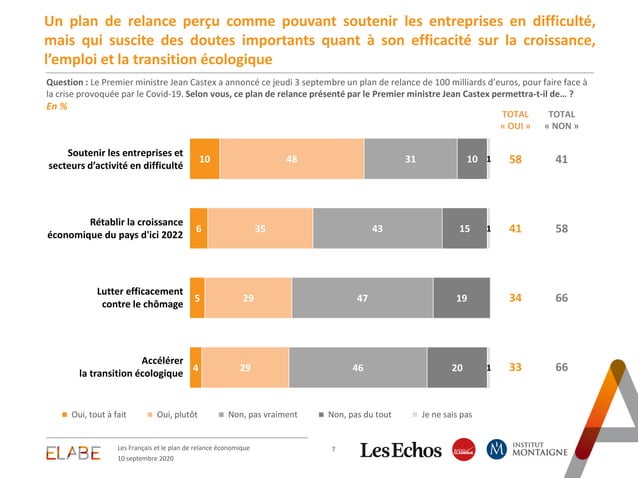 Un plan de relance perçu comme pouvant soutenir les entreprises en difficulté,
mais qui suscite des doutes importants quant à son efficacité sur la croissance,
l’emploi et la transition écologique
Question : Le Premier ministre Jean Castex a annoncé ce jeudi 3 septembre un plan de relance de 100 milliards d’euros, pour faire face à
la crise provoquée par le Covid-19. Selon vous, ce plan de relance présenté par le Premier ministre Jean Castex permettra-t-il de… ?
En %
TOTAL
« OUI »
TOTAL
« NON »
Soutenir les entreprises et
secteurs d’activité en difficulté
10 48 31 10 1 58 41
Rétablir la croissance
économique du pays d'ici 2022
6 35 43 15 1 41 58
Lutter efficacement
contre le chômage
5 29 47 19 34 66
Accélérer
la transition écologique
4 29 46 20 1 33 66
Oui, tout à fait Oui, plutôt Non, pas vraiment Non, pas du tout Je ne sais pas
ELABE
Les Français et le plan de relance économique
10 septembre 2020
7
Les Echos
RADIO CLASSIQUE
INSTITUT
MONTAIGNE